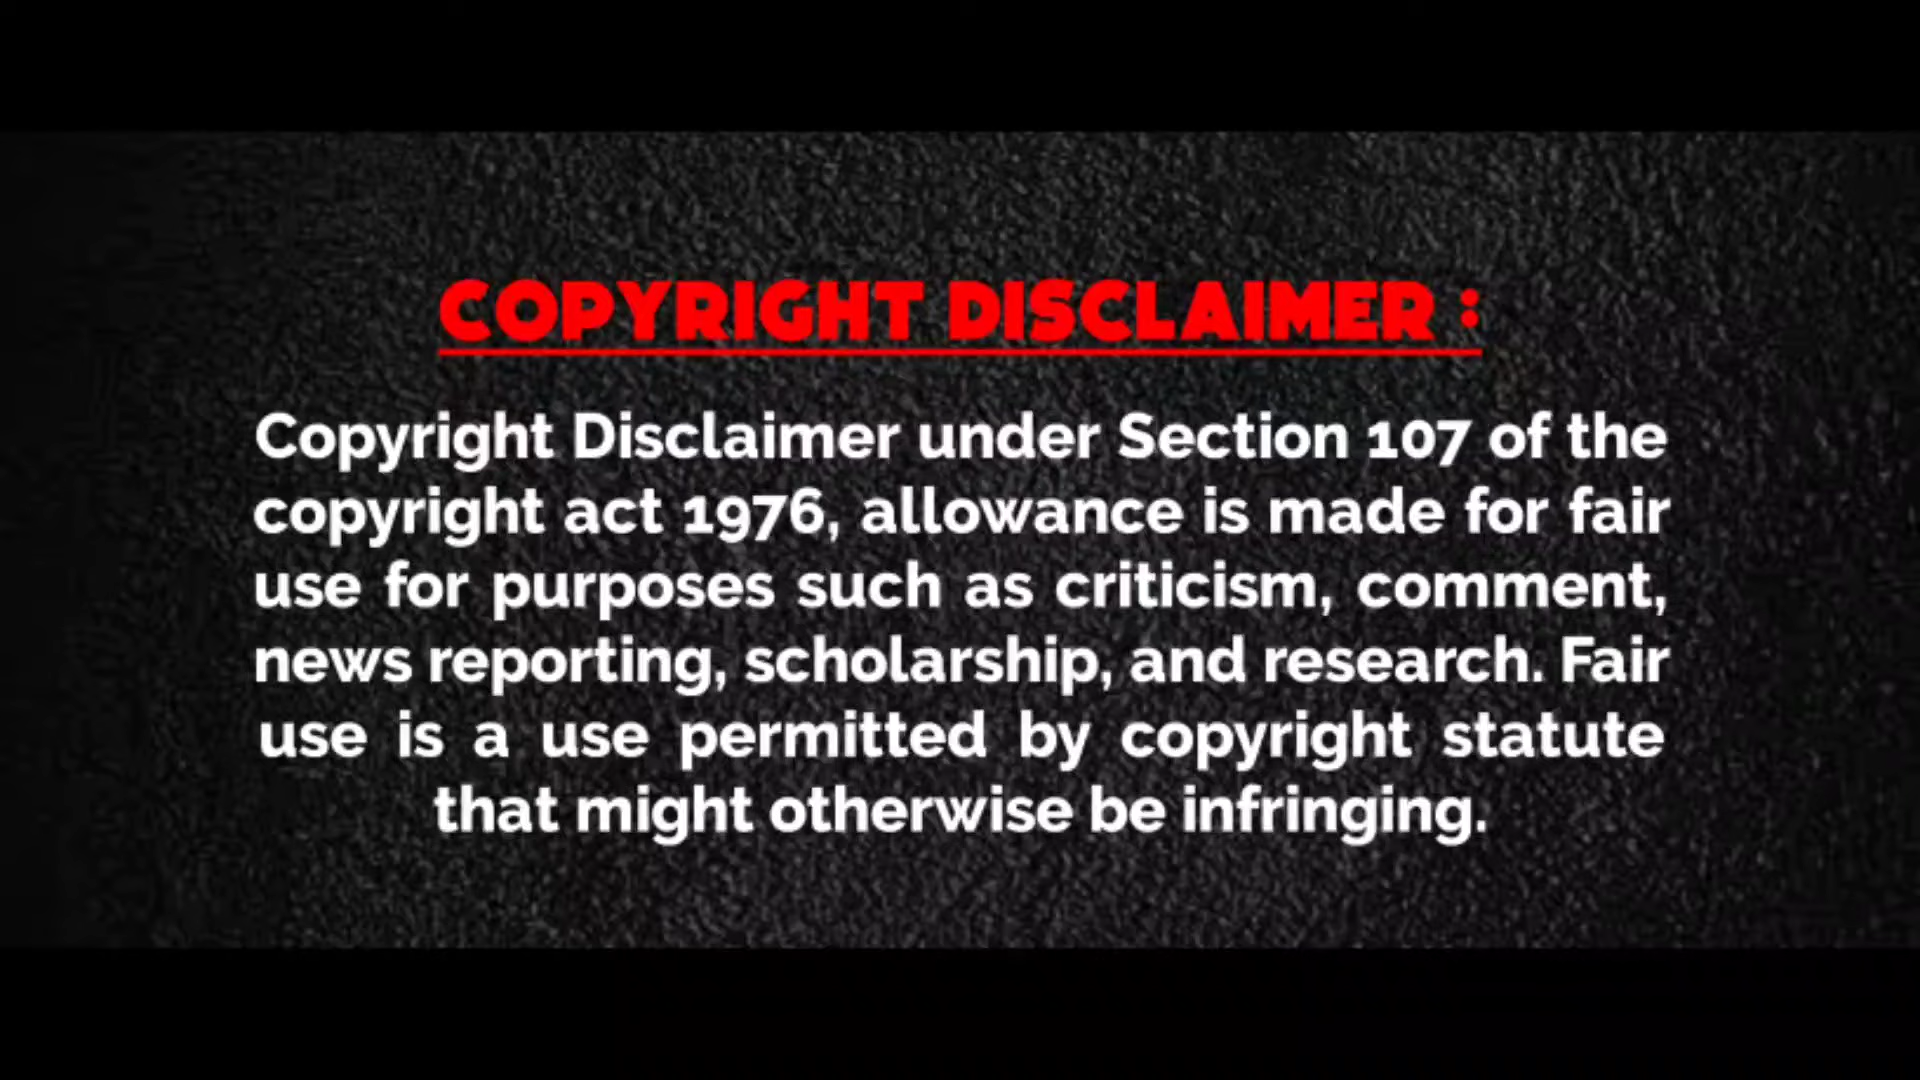 COPYRIGHT DISCLAIMER :
Copyright Disclaimer under Section 107 of the
copyright act 1976, allowance is made for fair
use for purposes such as criticism, comment,
news reporting, scholarship, and research. Fair
use is a use permitted by copyright statute
that might otherwise be infringing.